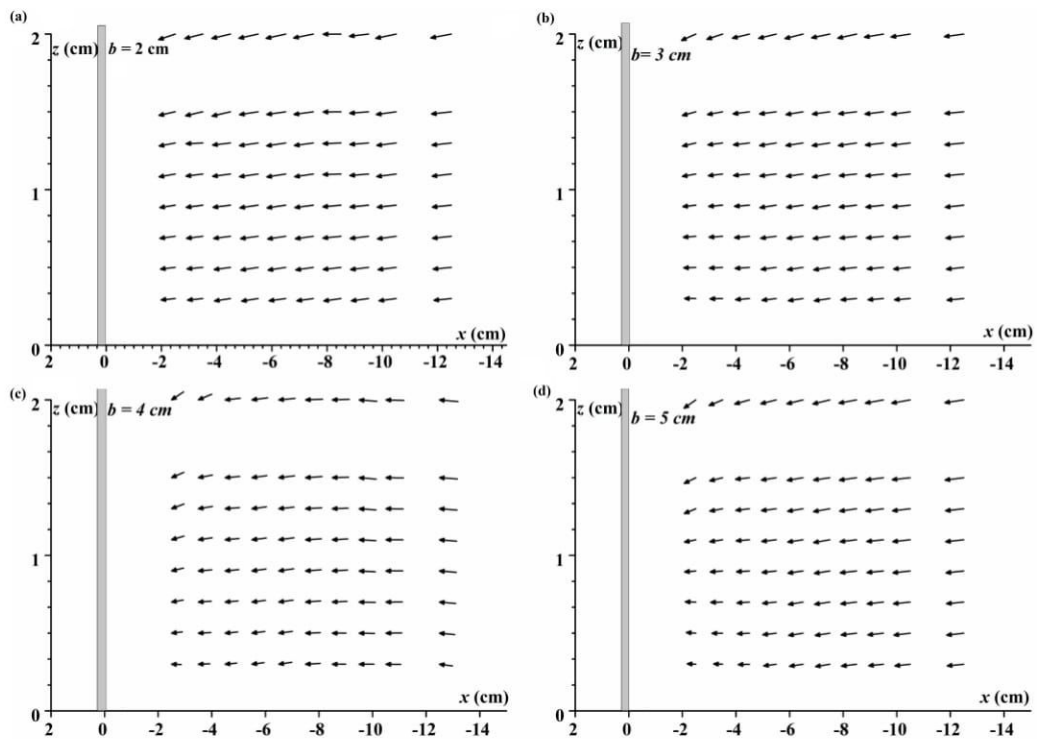 (a)
2
z (cm)
b = 2 cm
1
x (cm)
0
2 0 -2 -4 -6 -8 -10 -12 -14
(b)
2
z (cm)
b= 3 cm
1
x (cm)
0
2 0 -2 -4 -6 -8 -10 -12 -14
(c)
2
z (cm)
b = 4 cm
1
x (cm)
0
2 0 -2 -4 -6 -8 -10 -12 -14
(d)
2
z (cm)
b = 5 cm
1
x (cm)
0
2 0 -2 -4 -6 -8 -10 -12 -14